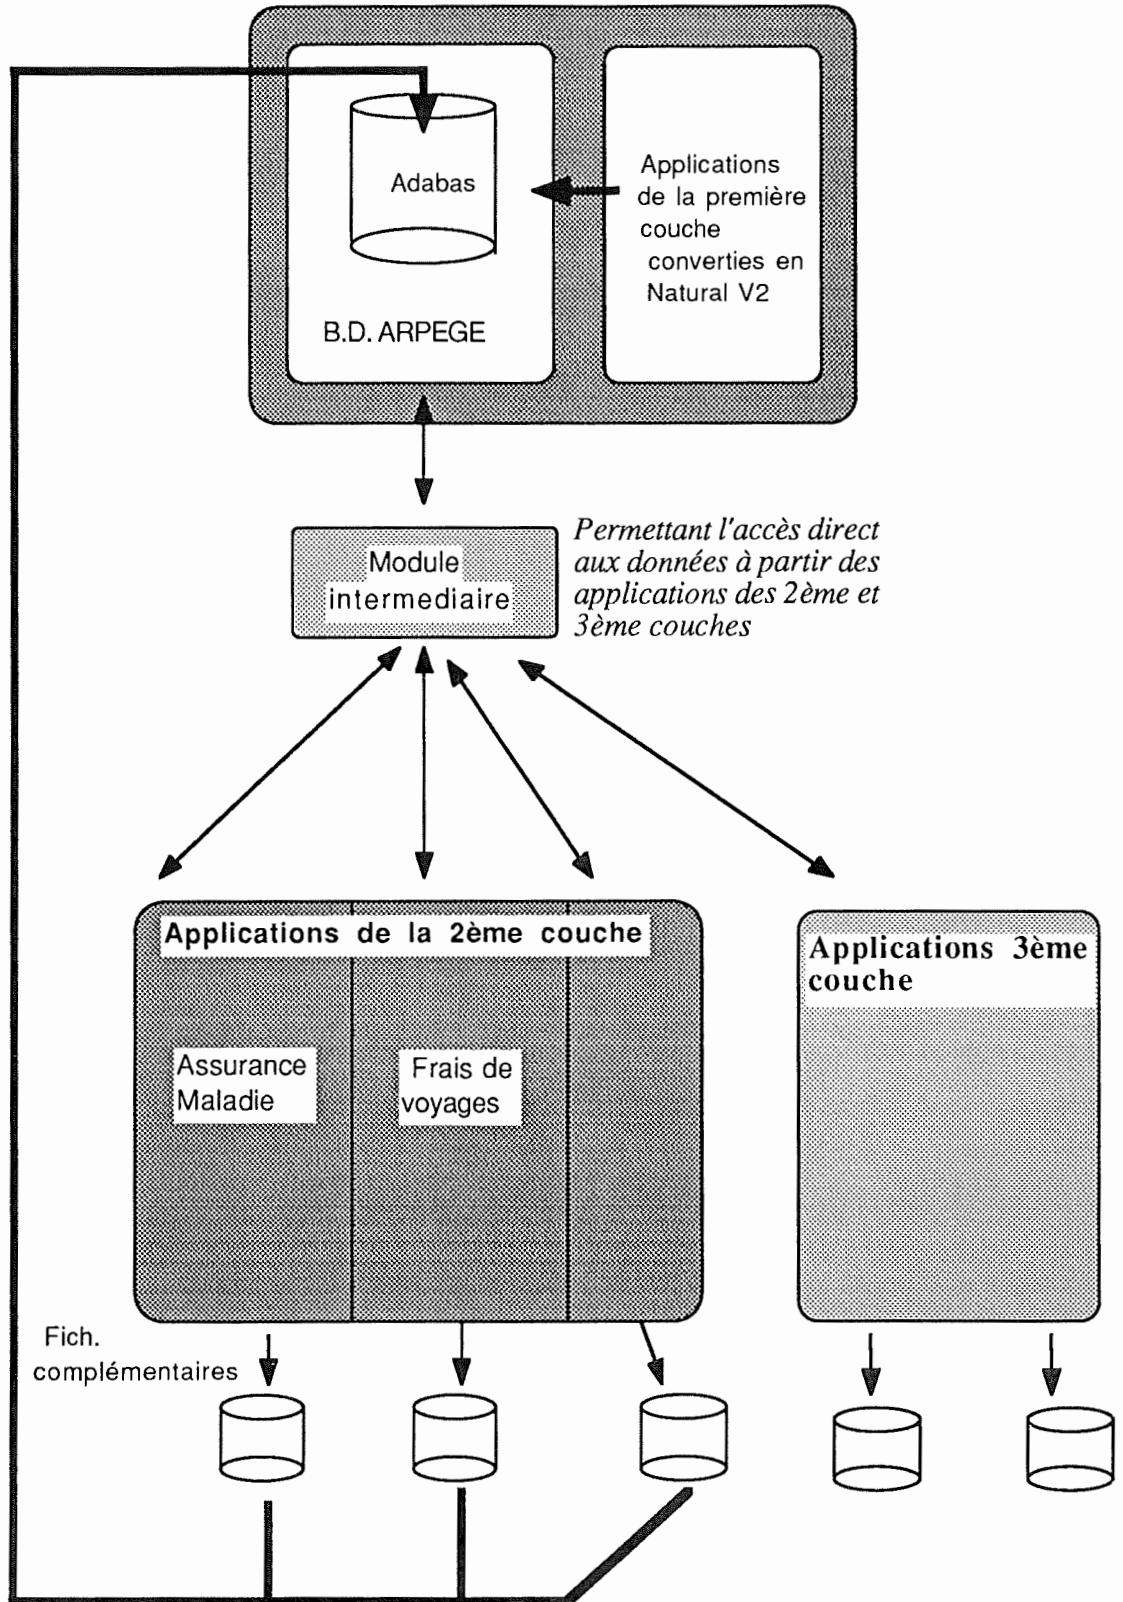 Adabas
B.D. ARPEGE
Applications
de la première
couche
converties en
Natural V2
Module
intermediaire
Permettant l'accès direct
aux données à partir des
applications des 2ème et
3ème couches
Applications de la 2ème couche
Assurance
Maladie
Frais de
voyages
Applications 3ème
couche
Fich.
complémentaires